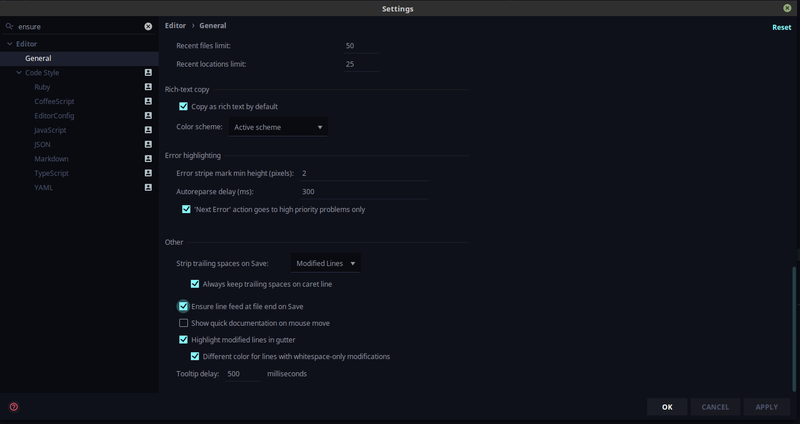 Settings
ensure
Editor
General
Code Style
Ruby
CoffeeScript
EditorConfig
JavaScript
JSON
Markdown
TypeScript
YAML
Editor › General
Reset
Recent files limit: 50
Recent locations limit: 25
Rich-text copy
Copy as rich text by default
Color scheme: Active scheme
Error highlighting
Error stripe mark min height (pixels): 2
Autoreparse delay (ms): 300
'Next Error' action goes to high priority problems only
Other
Strip trailing spaces on Save: Modified Lines
Always keep trailing spaces on caret line
Ensure line feed at file end on Save
Show quick documentation on mouse move
Highlight modified lines in gutter
Different color for lines with whitespace-only modifications
Tooltip delay: 500 milliseconds
?
OK CANCEL APPLY